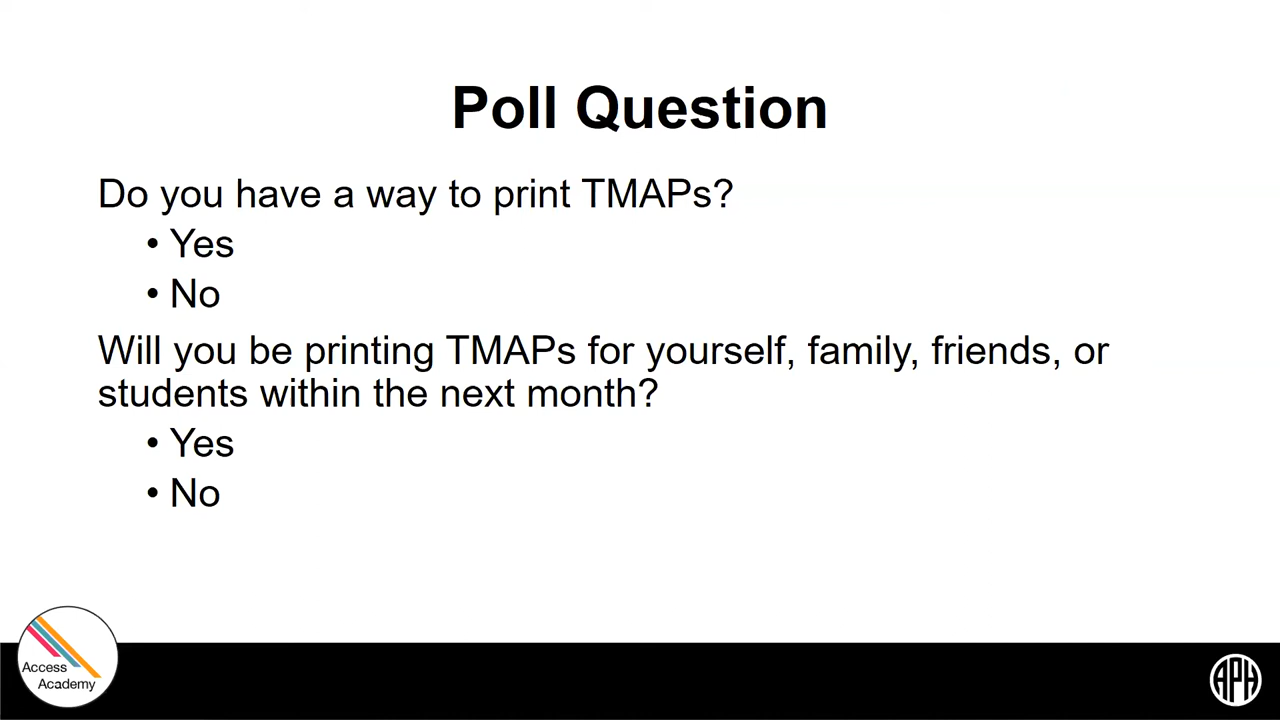 Poll Question
Do you have a way to print TMAPs?
• Yes
• No
Will you be printing TMAPs for yourself, family, friends, or
students within the next month?
• Yes
• No
Access
Academy
APH